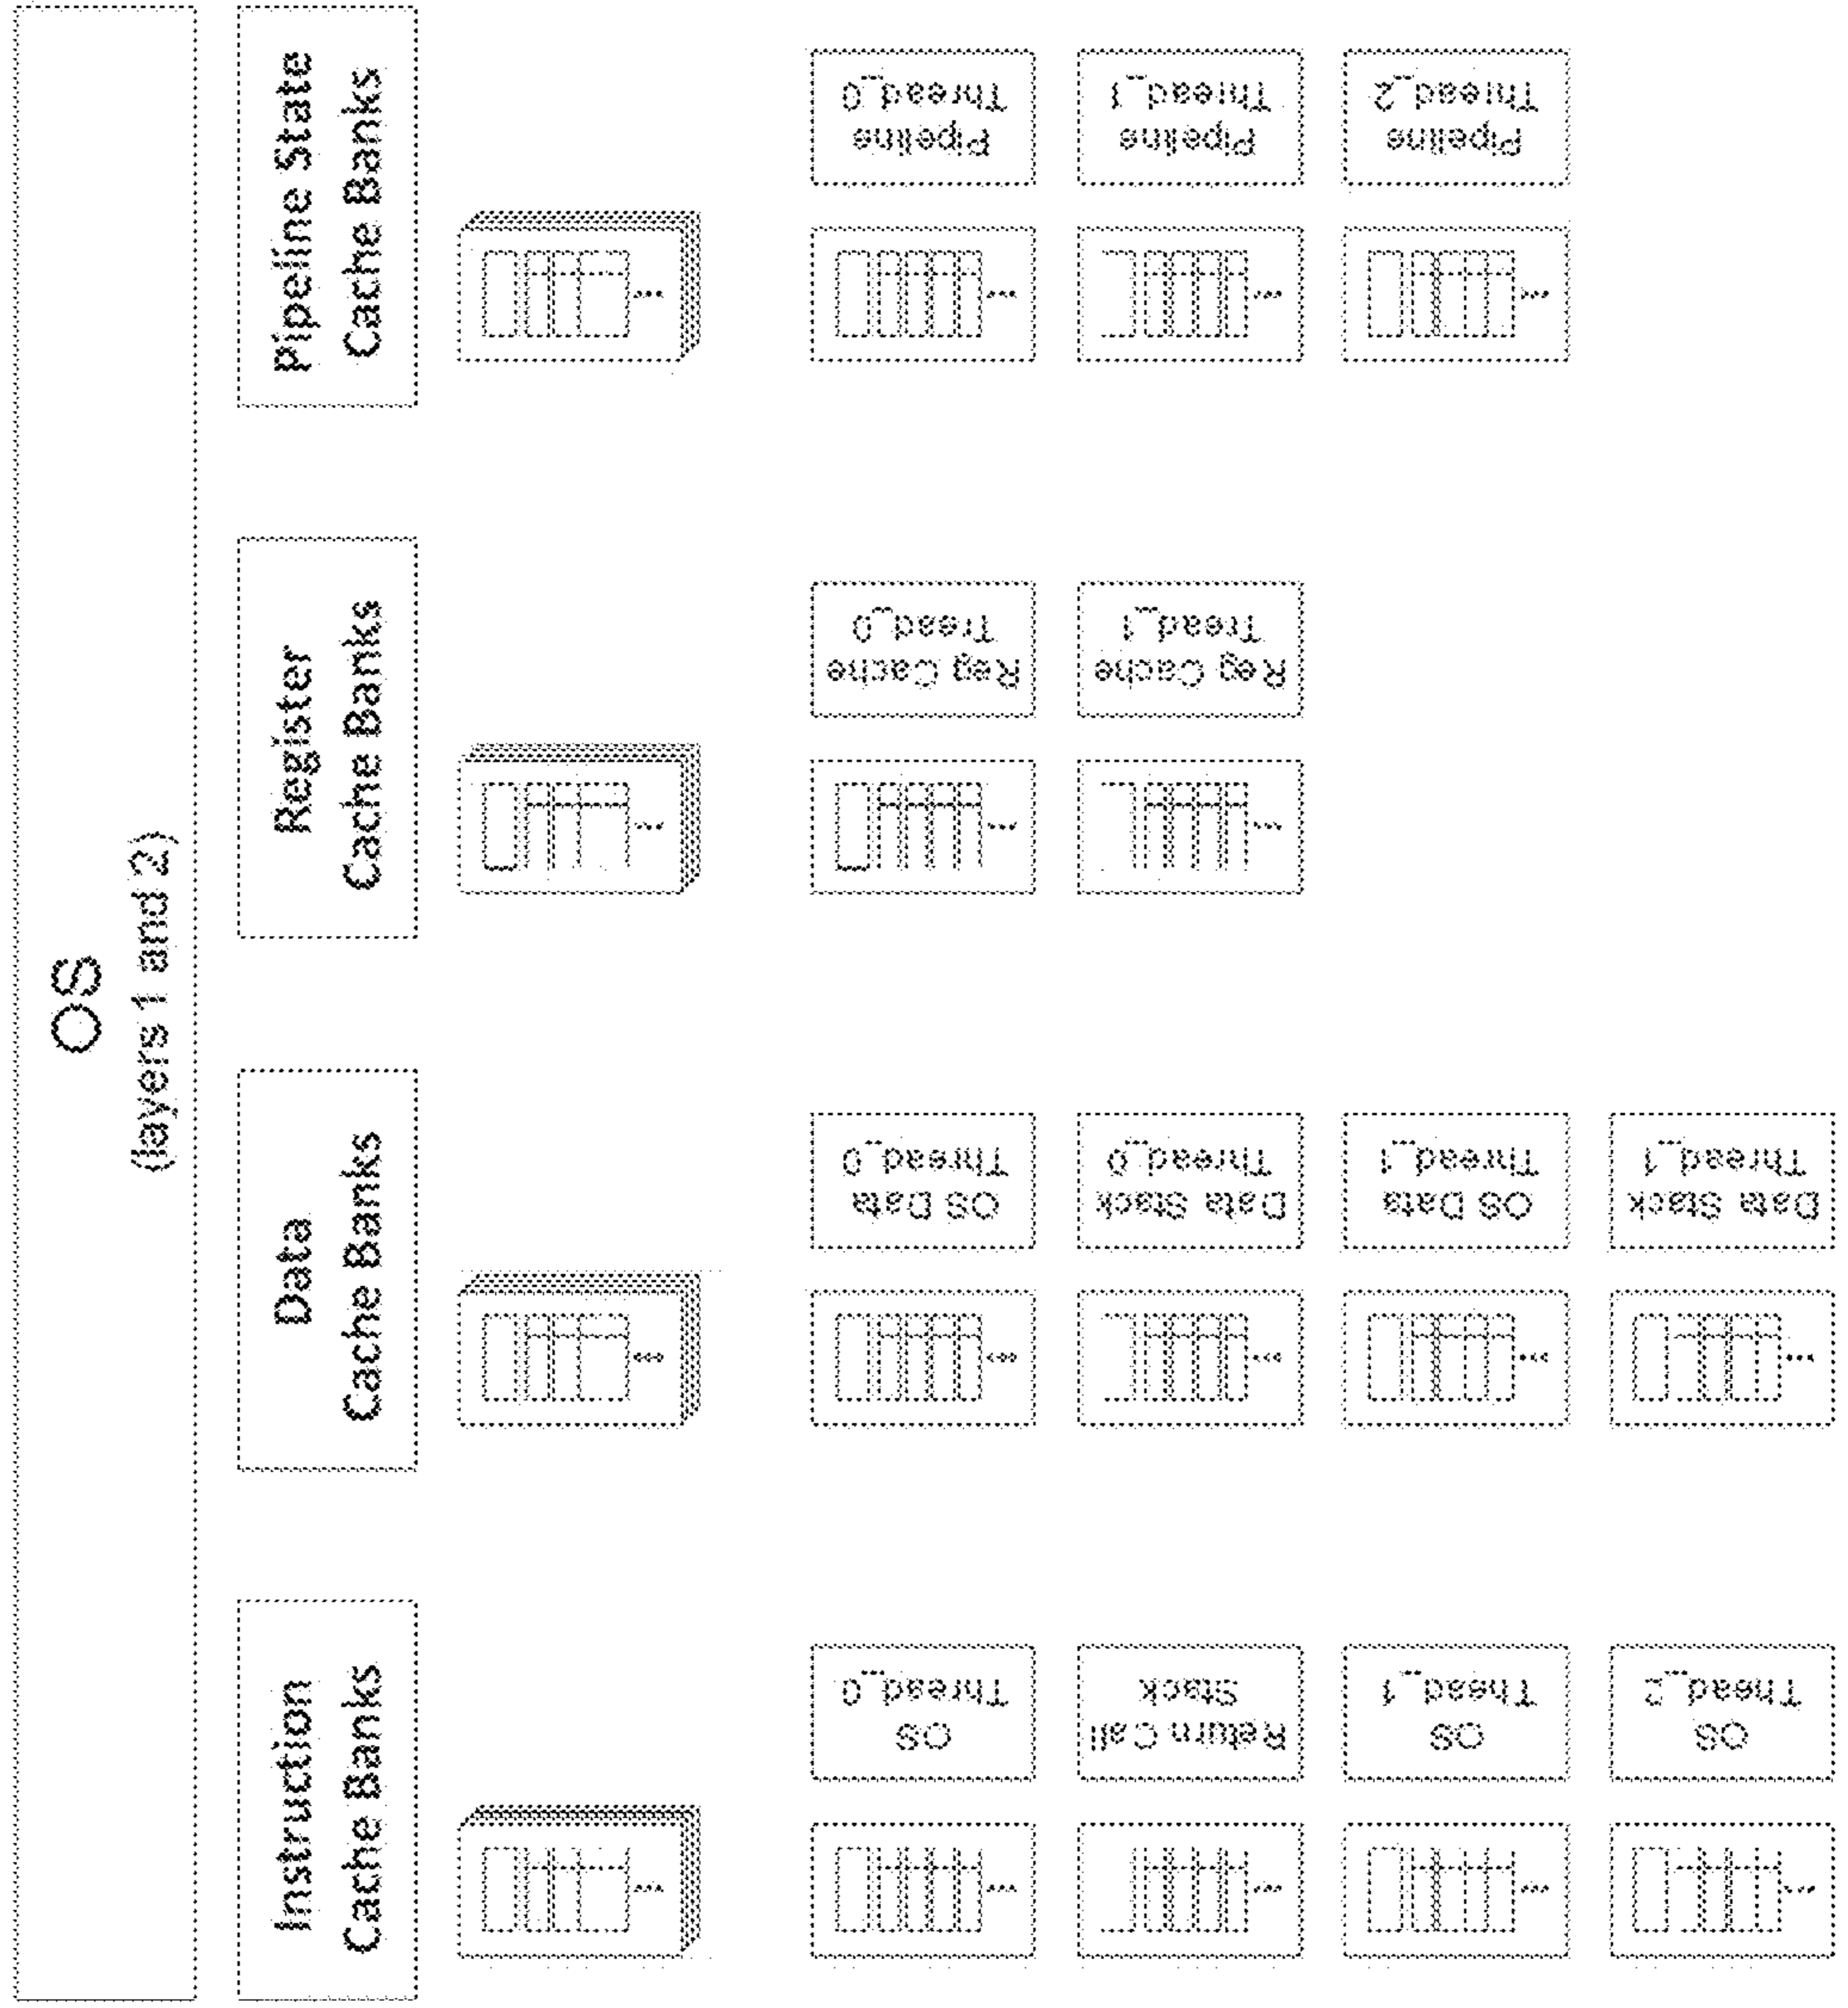 OS
(layers 1 and 2)
Instruction
Cache Banks
OS
Thread_0
Return Call
Stack
OS
Thead_1
OS
Thead_2
Data
Cache Banks
OS Data
Thread_0
Data Stack
Thread_0
OS Data
Thread_1
Data Stack
Thread_1
Register
Cache Banks
Reg Cache
Tread_0
Reg Cache
Tread_1
Pipeline State
Cache Banks
Pipeline
Thread_0
Pipeline
Thread_1
Pipeline
Thread_2